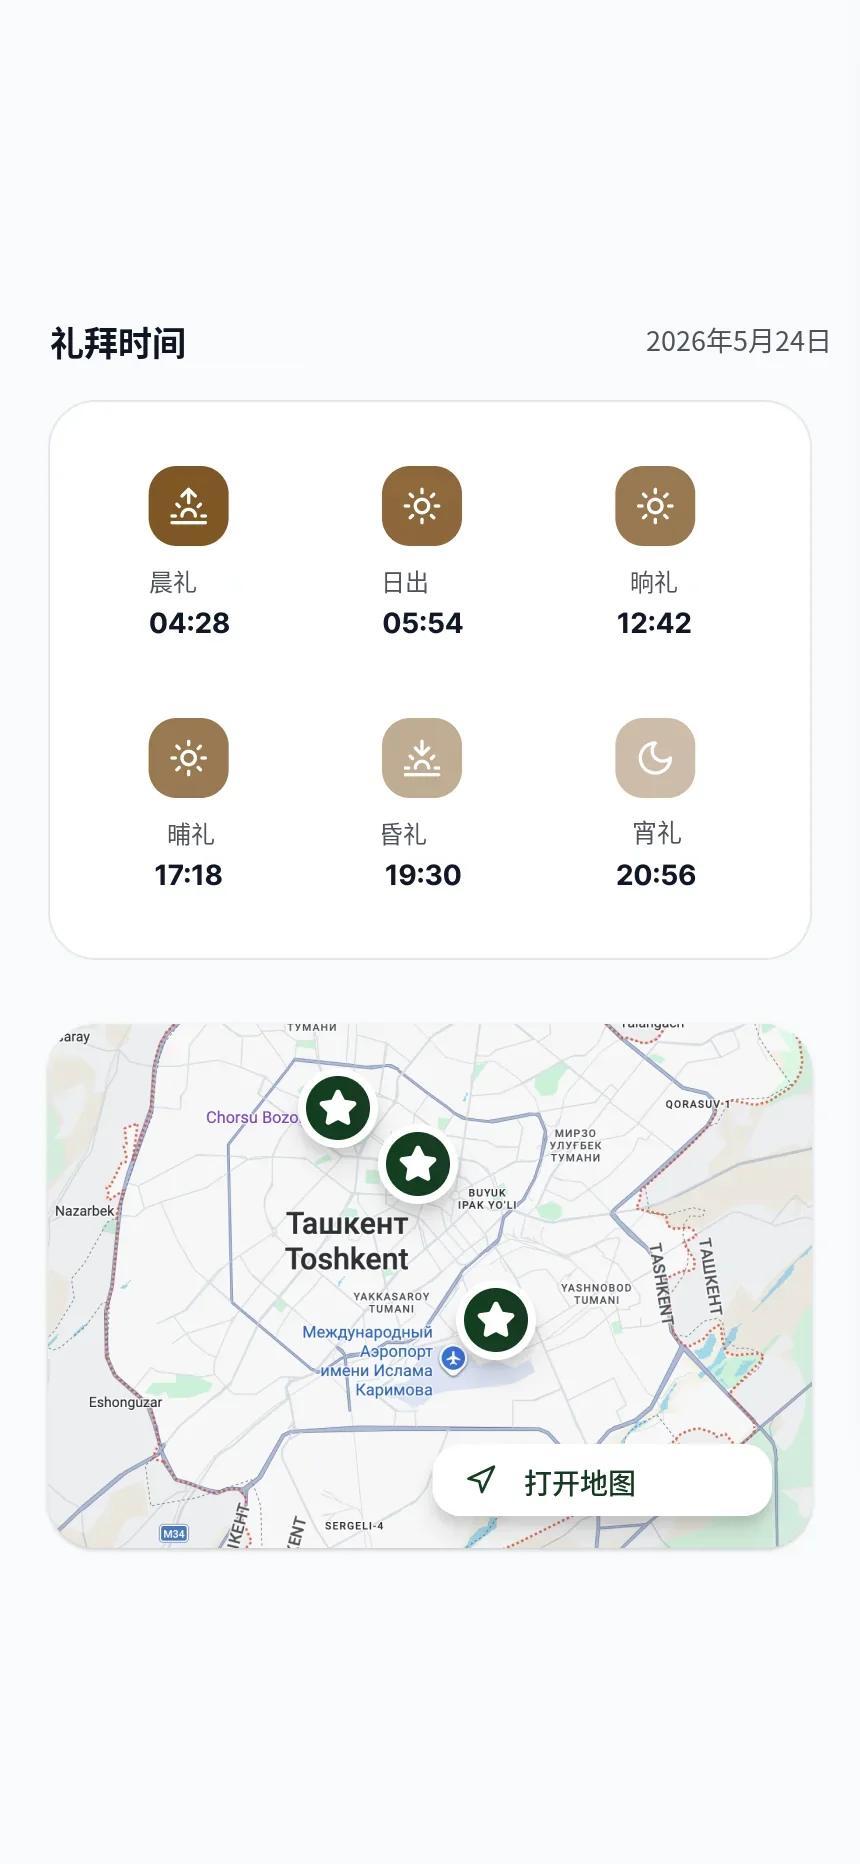 礼拜时间
2026年5月24日
晨礼
04:28
日出
05:54
晌礼
12:42
晡礼
17:18
昏礼
19:30
宵礼
20:56
ТУМАНИ
Chorsu Bozo
QORASUV-1
МИРЗО
УЛУҒБЕК
ТУМАНИ
BUYUK
IPAK YO'LI
Nazarbek
Ташкент
Toshkent
TASHKENT
ТАШКЕНТ
YAKKASAROY
TUMANI
YASHNOBOD
TUMANI
Международный
Аэропорт
имени Ислама
Каримова
Eshonguzar
打开地图
SERGELI-4
M34